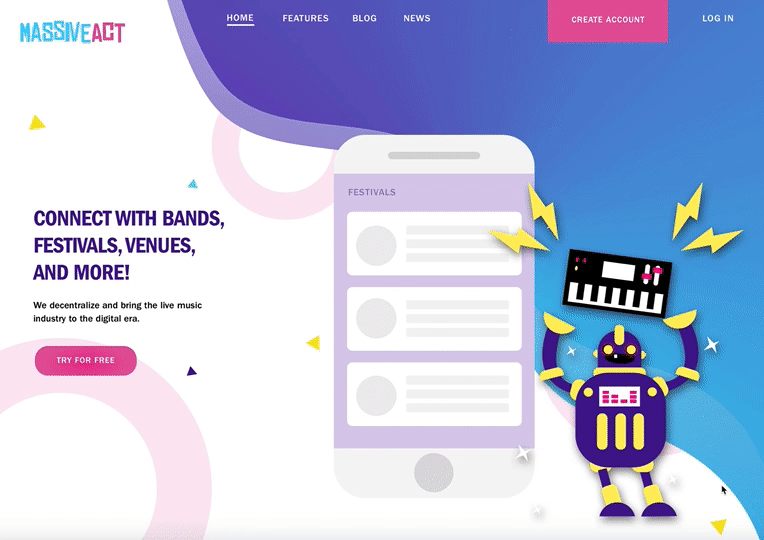 MASSIVEACT
HOME FEATURES BLOG NEWS CREATE ACCOUNT LOG IN
FESTIVALS
CONNECT WITH BANDS,
FESTIVALS, VENUES,
AND MORE!
We decentralize and bring the live music
industry to the digital era.
TRY FOR FREE